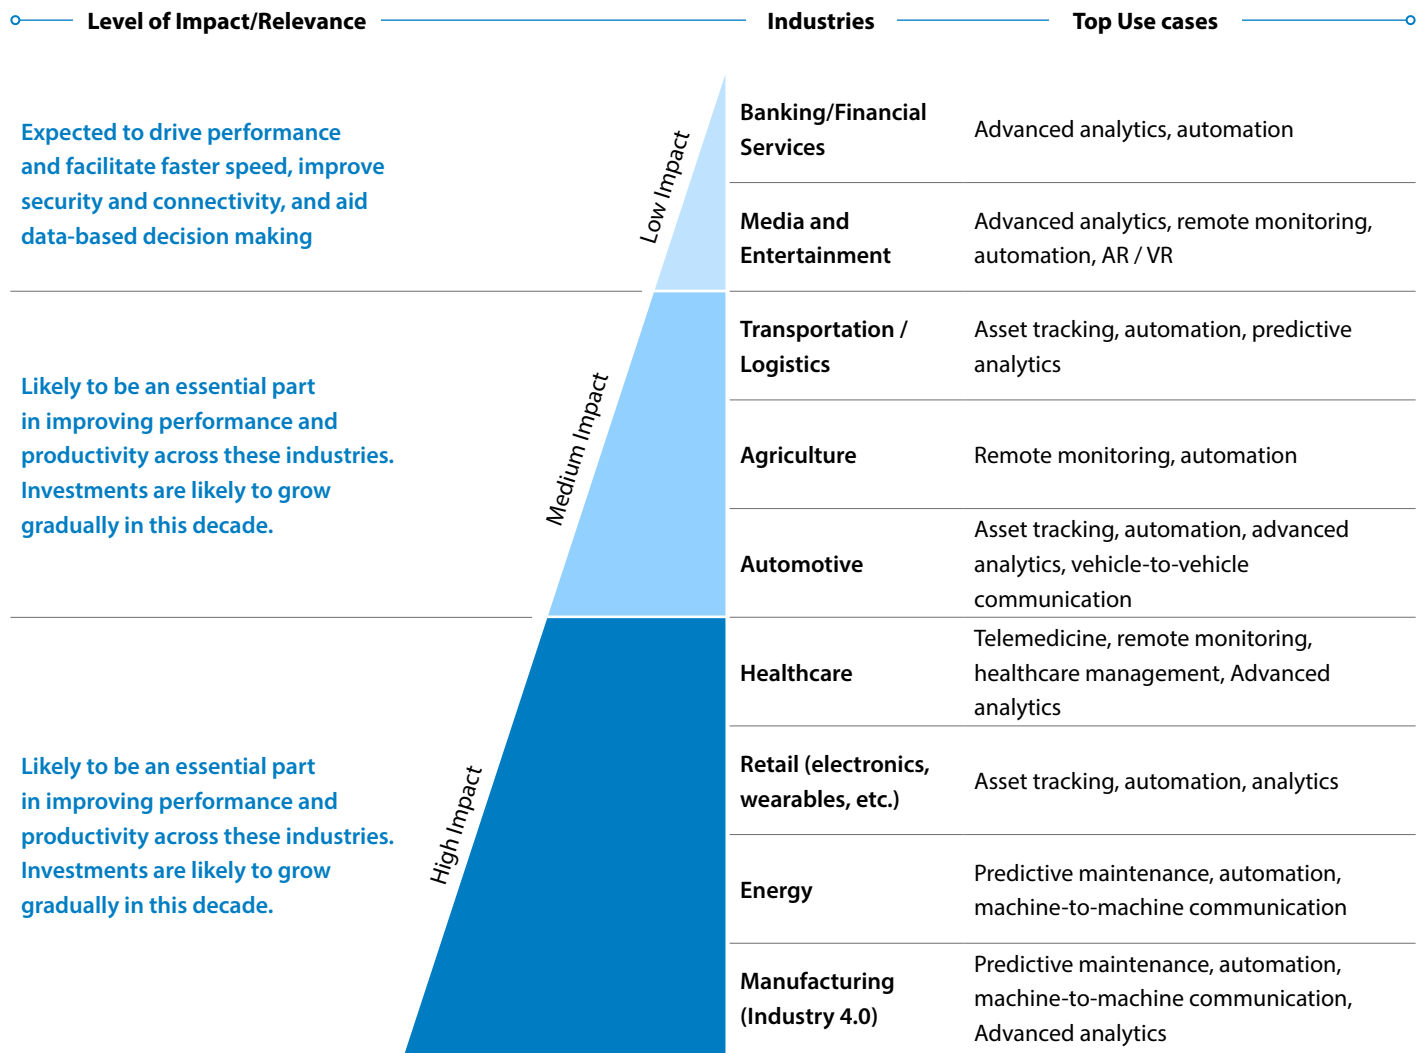 Level of Impact/Relevance
Industries
Top Use cases
Expected to drive performance
and facilitate faster speed, improve
security and connectivity, and aid
data-based decision making
Low Impact
Banking/Financial
Services
Advanced analytics, automation
Media and
Entertainment
Advanced analytics, remote monitoring,
automation, AR / VR
Likely to be an essential part
in improving performance and
productivity across these industries.
Investments are likely to grow
gradually in this decade.
Medium Impact
Transportation /
Logistics
Asset tracking, automation, predictive
analytics
Agriculture
Remote monitoring, automation
Automotive
Asset tracking, automation, advanced
analytics, vehicle-to-vehicle
communication
Likely to be an essential part
in improving performance and
productivity across these industries.
Investments are likely to grow
gradually in this decade.
High Impact
Healthcare
Telemedicine, remote monitoring,
healthcare management, Advanced
analytics
Retail (electronics,
wearables, etc.)
Asset tracking, automation, analytics
Energy
Predictive maintenance, automation,
machine-to-machine communication
Manufacturing
(Industry 4.0)
Predictive maintenance, automation,
machine-to-machine communication,
Advanced analytics